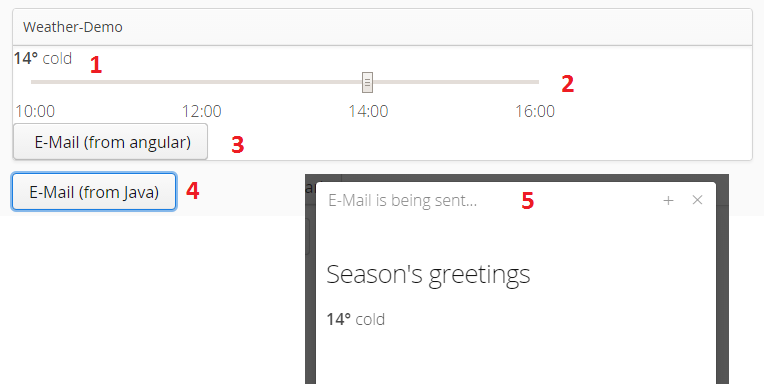 Weather-Demo
14° cold
1
2
10:00 12:00 14:00 16:00
E-Mail (from angular)
3
E-Mail (from Java)
4
E-Mail is being sent...
5
Season's greetings
14° cold